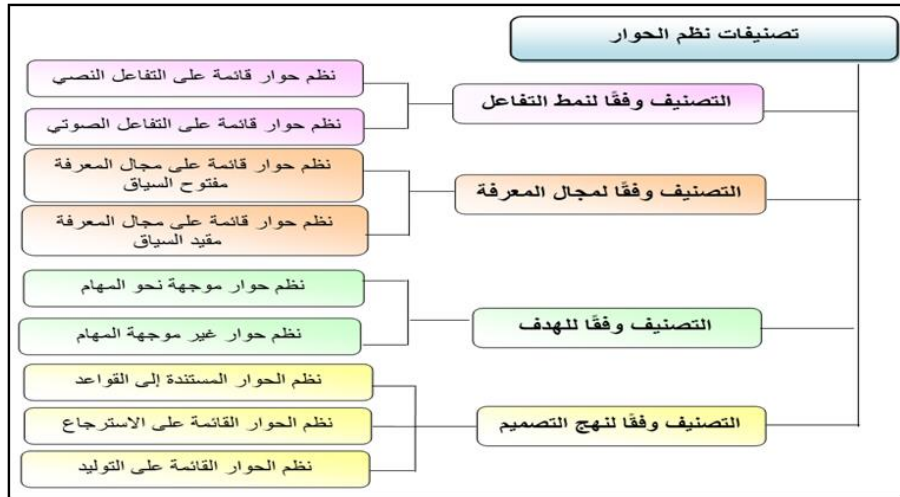 تصنيفات نظم الحوار
التصنيف وفقًا لنمط التفاعل
نظم حوار قائمة على التفاعل النصي
نظم حوار قائمة على التفاعل الصوتي
التصنيف وفقًا لمجال المعرفة
نظم حوار قائمة على مجال المعرفة
مفتوح السياق
نظم حوار قائمة على مجال المعرفة
مقيد السياق
التصنيف وفقًا للهدف
نظم حوار موجهة نحو المهام
نظم حوار غير موجهة المهام
التصنيف وفقًا لنهج التصميم
نظم الحوار المستندة إلى القواعد
نظم الحوار القائمة على الاسترجاع
نظم الحوار القائمة على التوليد